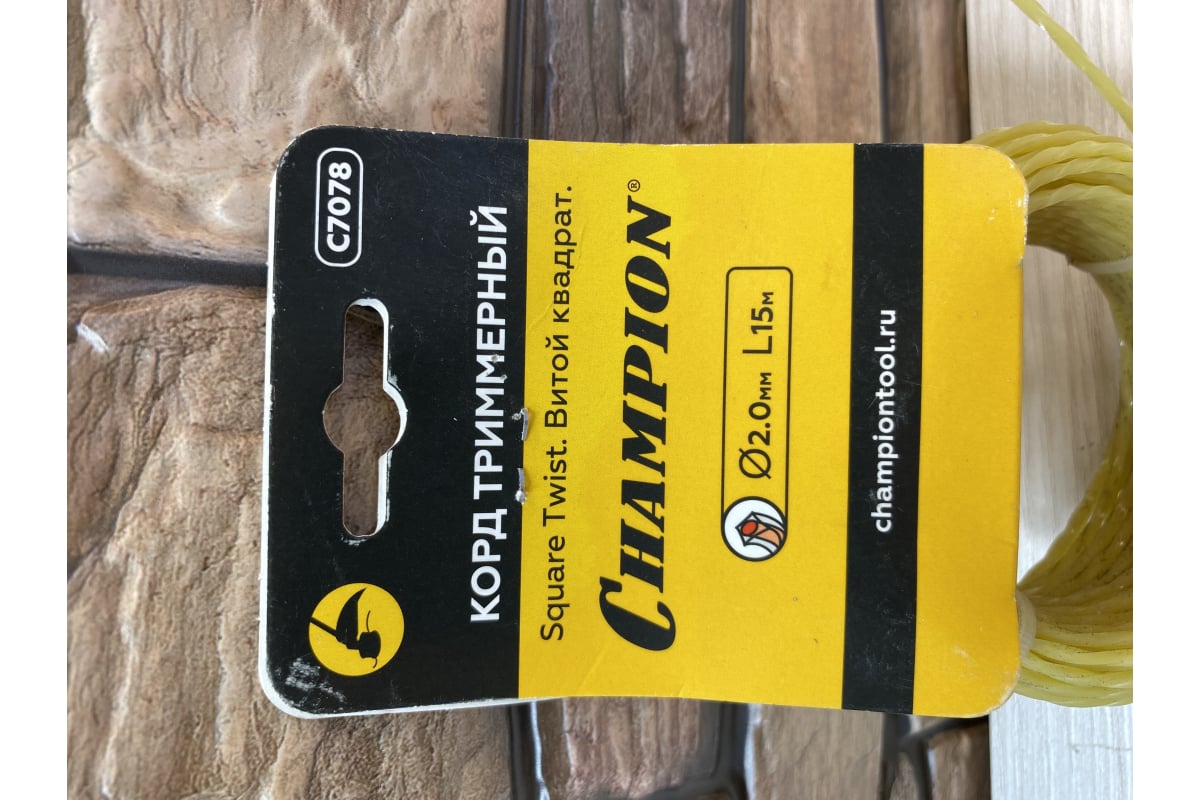 C7078
КОРД ТРИММЕРНЫЙ
Square Twist. Витой квадрат.
CHAMPION®
Ø2.0мм L15м
championtool.ru